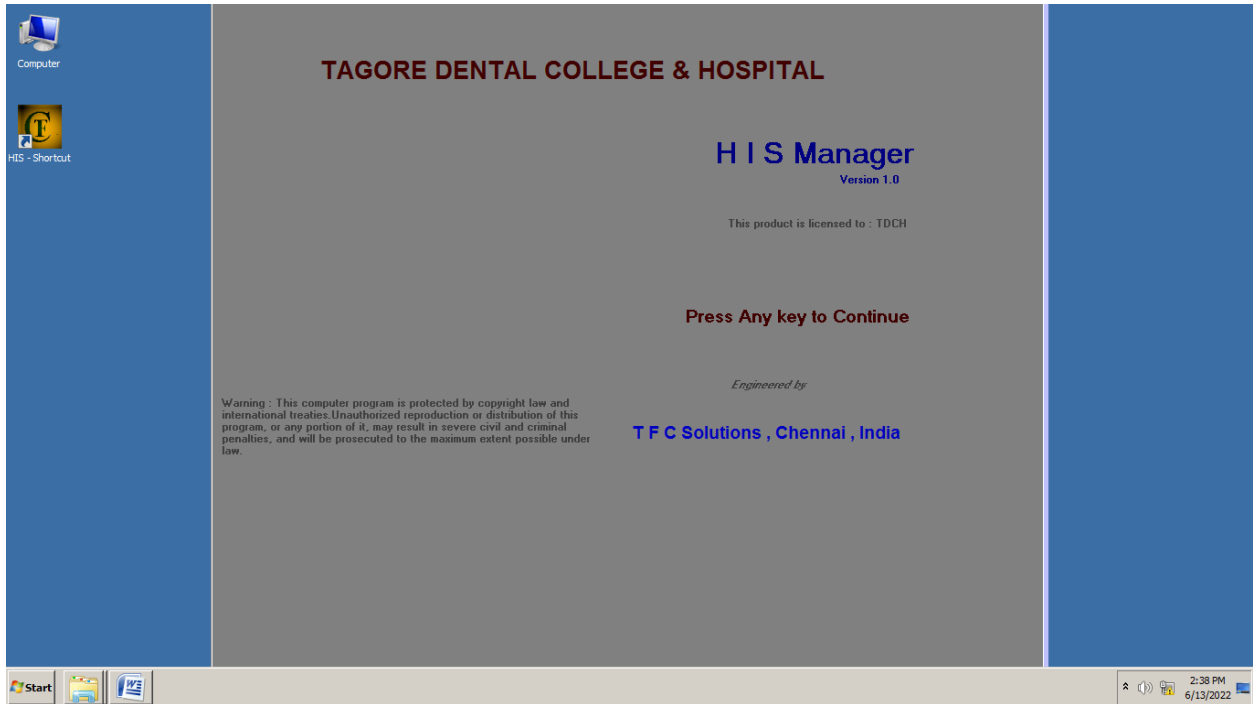 Computer
HIS - Shortcut
TAGORE DENTAL COLLEGE & HOSPITAL
H I S Manager
Version 1.0
This product is licensed to : TDCH
Press Any key to Continue
Engineered by
Warning : This computer program is protected by copyright law and
international treaties.Unauthorized reproduction or distribution of this
program, or any portion of it, may result in severe civil and criminal
penalties, and will be prosecuted to the maximum extent possible under
law.
T F C Solutions , Chennai , India
Start
2:38 PM
6/13/2022